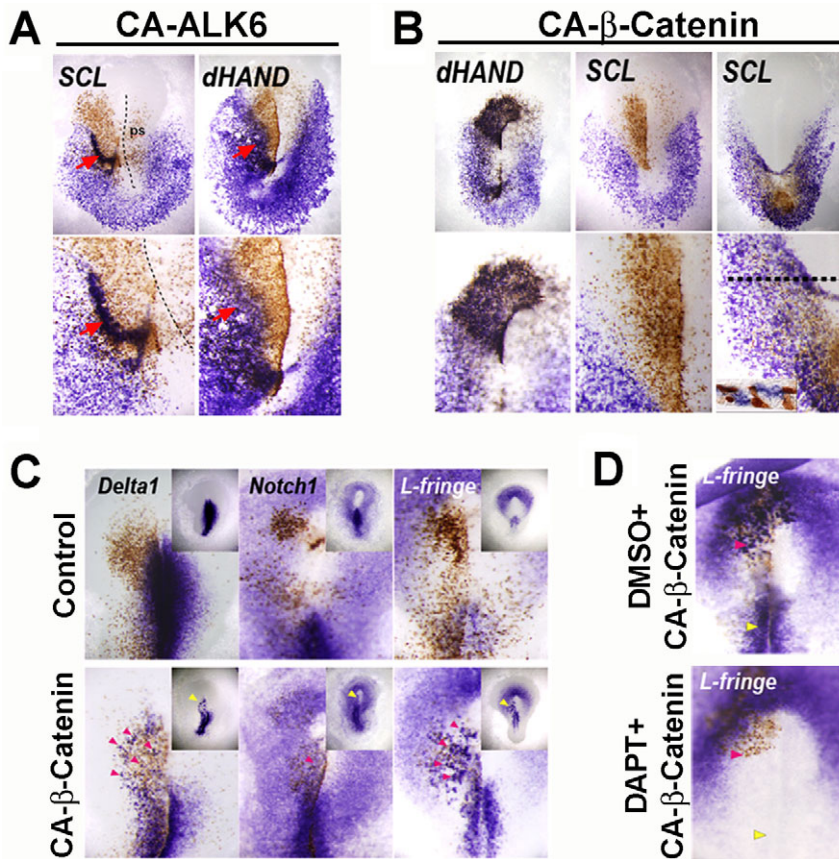 A
CA-ALK6
SCL
dHAND
ps
B
CA-β-Catenin
dHAND
SCL
SCL
C
Delta1
Notch1
L-fringe
Control
CA-β-Catenin
D
L-fringe
DMSO+
CA-β-Catenin
L-fringe
DAPT+
CA-β-Catenin